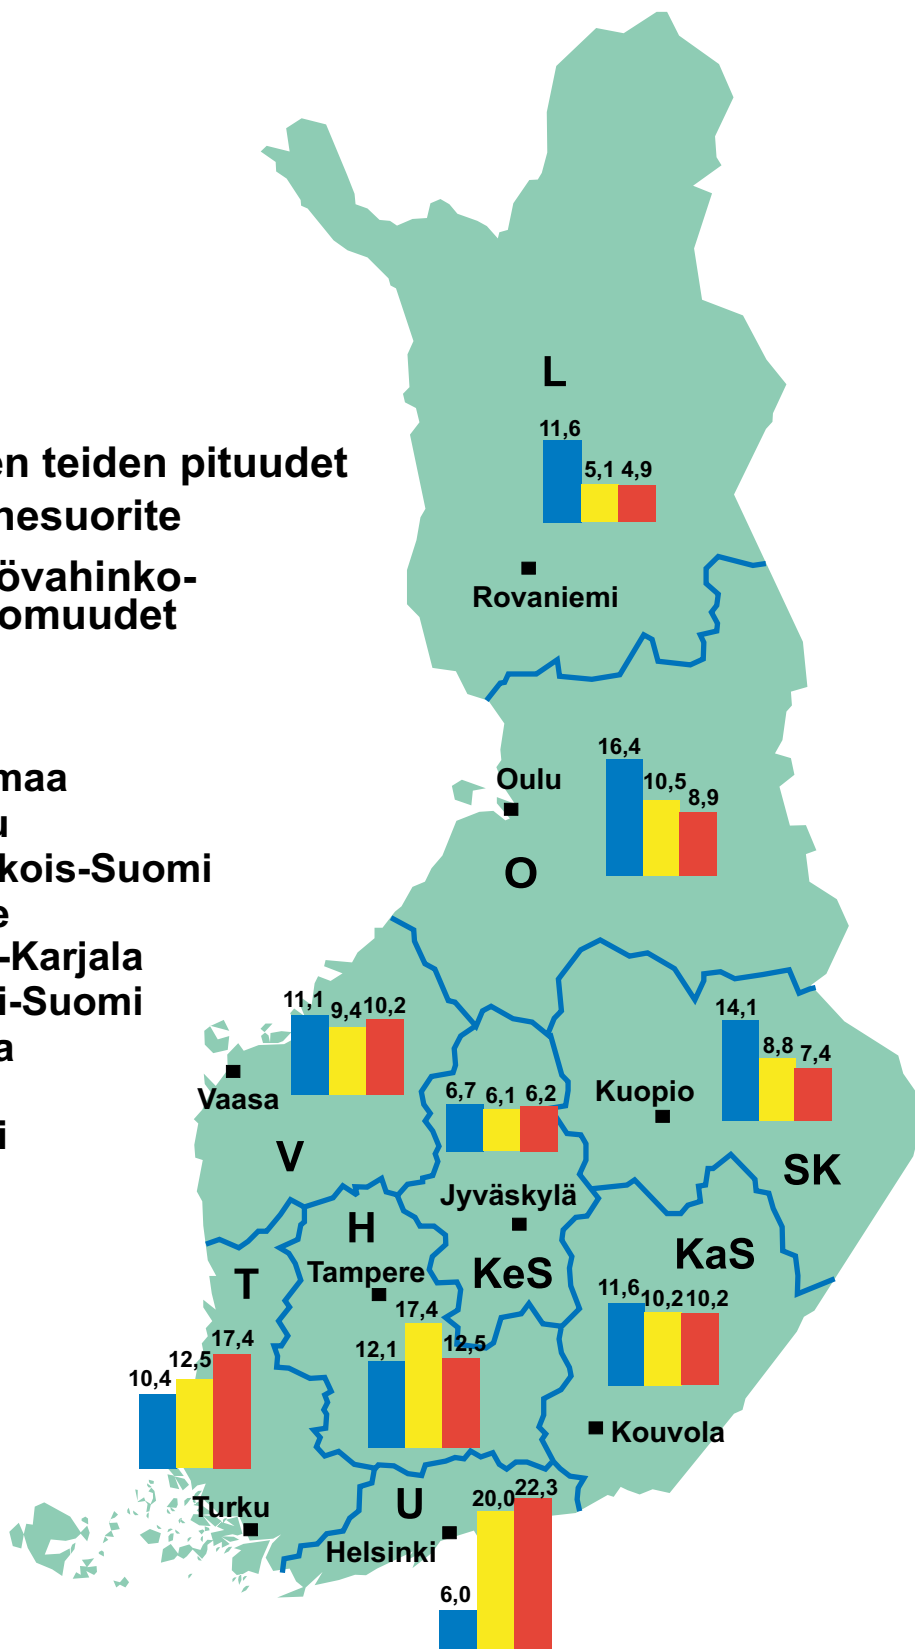 L
11,6
5,1 4,9
en teiden pituudet
nesuorite
övahinko-
omuudet
Rovaniemi
16,4
10,5
8,9
Oulu
O
maa
u
kois-Suomi
e
-Karjala
i-Suomi
a
i
11,1
9,4 10,2
Vaasa
V
6,7 6,1 6,2
Jyväskylä
KeS
14,1
8,8
7,4
Kuopio
SK
H
Tampere
17,4
12,1
12,5
T
17,4
12,5
10,4
Turku
KaS
11,6
10,2 10,2
Kouvola
U
20,0 22,3
Helsinki
6,0